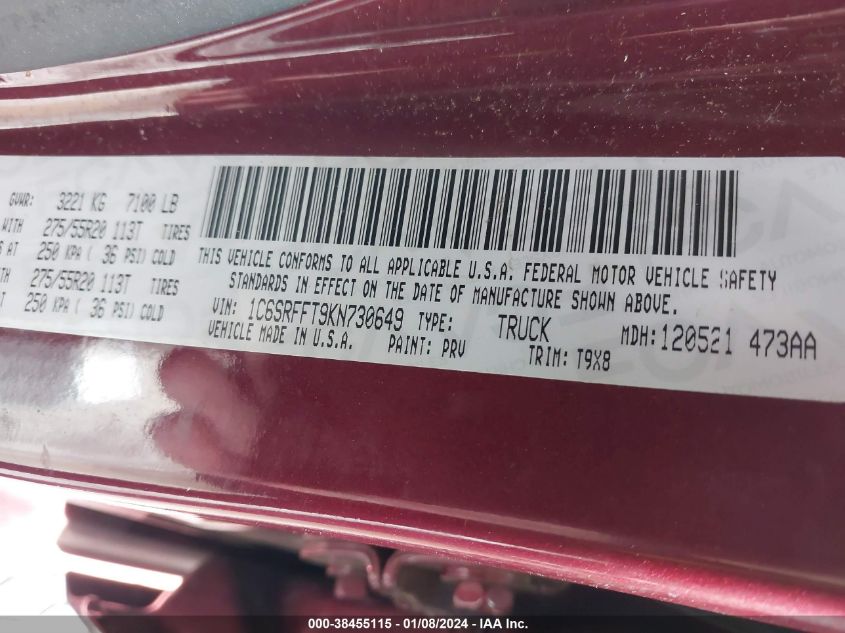 GVWR: 3221 KG 7100 LB
WITH 275/55R20 113T TIRES
AT 250 KPA ( 36 PSI) COLD
WITH 275/55R20 113T TIRES
250 KPA ( 36 PSI) COLD
THIS VEHICLE CONFORMS TO ALL APPLICABLE U.S.A. FEDERAL MOTOR VEHICLE SAFETY
STANDARDS IN EFFECT ON THE DATE OF MANUFACTURE SHOWN ABOVE.
VIN: 1C6SRFFT9KN730649 TYPE: TRUCK MDH: 120521 473AA
VEHICLE MADE IN U.S.A. PAINT: PRV TRIM: T9X8
000-38455115 - 01/08/2024 - IAA Inc.